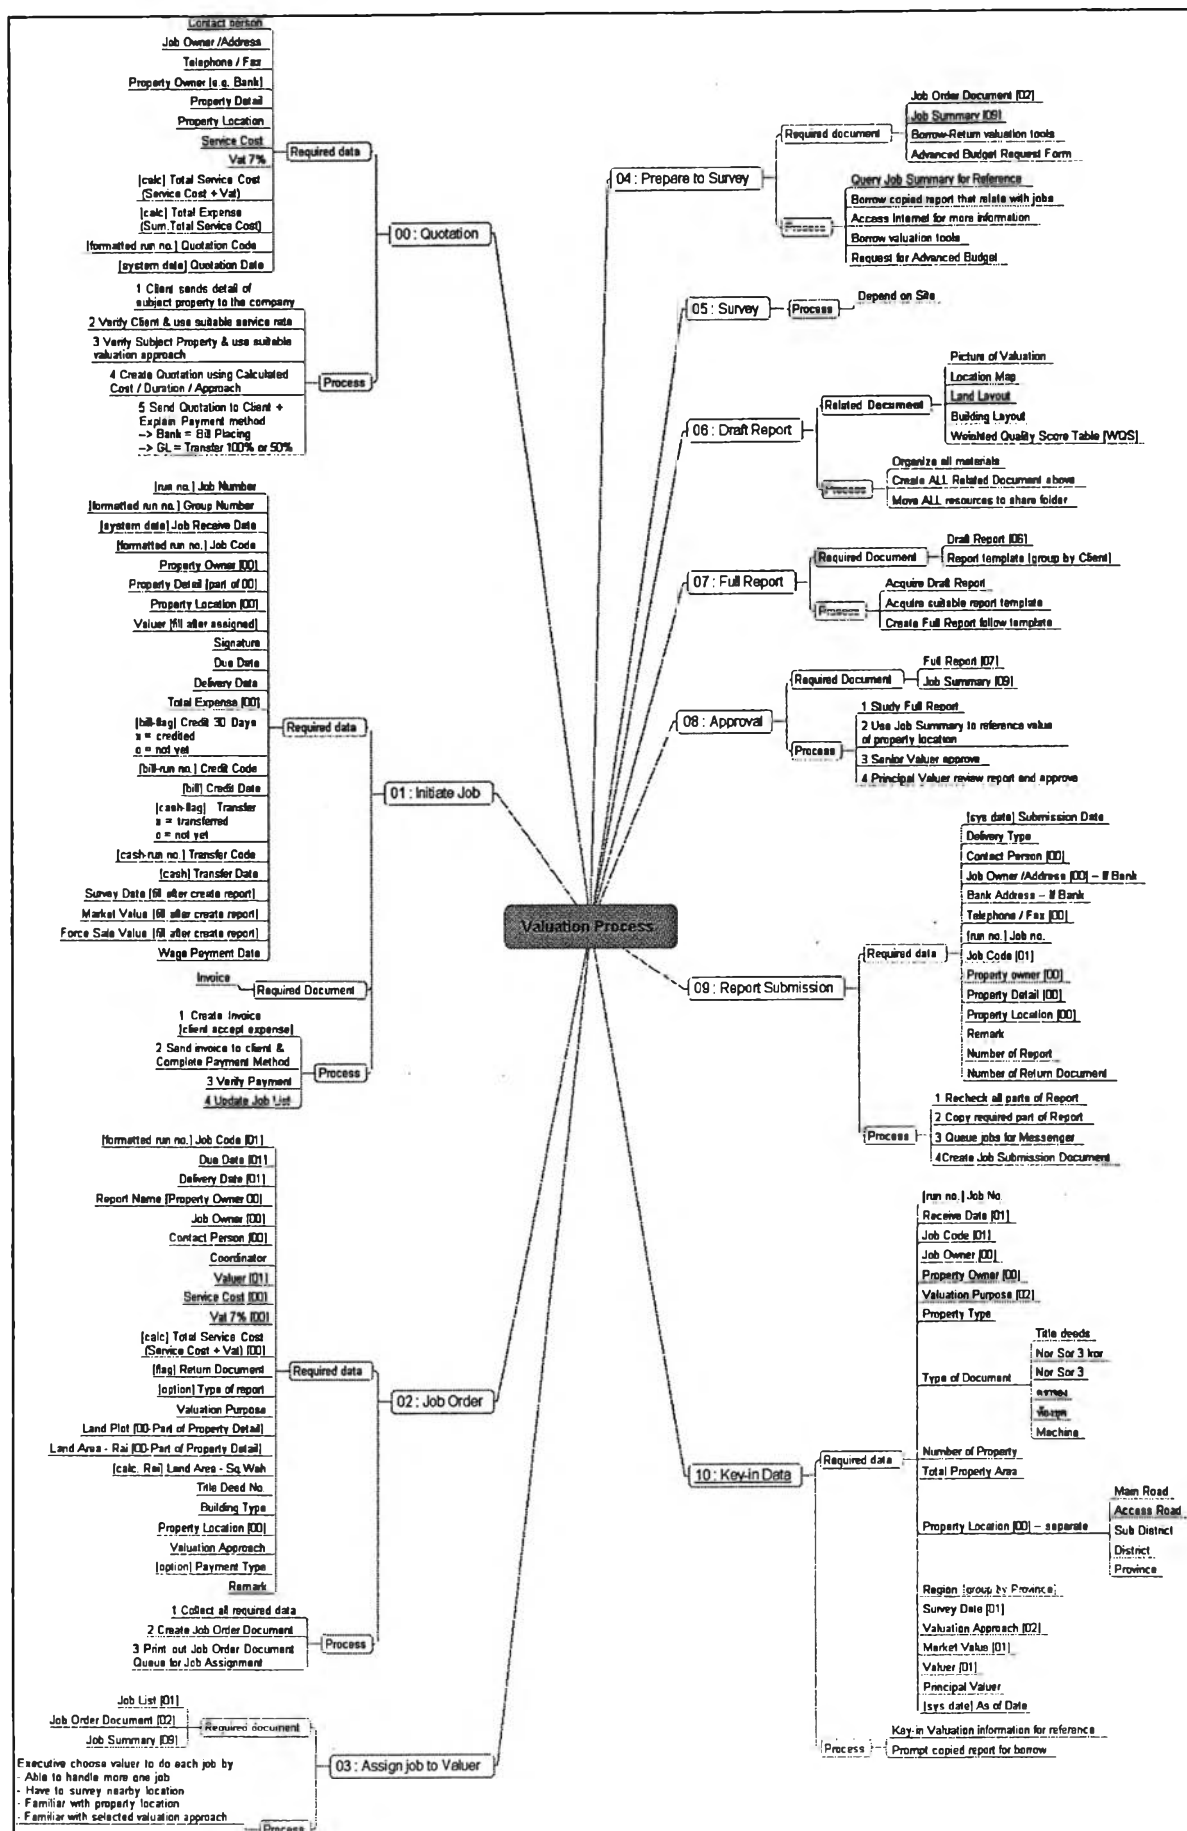 Contact person
Job Owner /Address
Telephone / Fax
Property Owner [e.g. Bank]
Property Detail
Property Location
Service Cost
Vat 7%
[calc] Total Service Cost
(Service Cost + Vat)
[calc] Total Expense
(Sum.Total Service Cost)
[formatted run no.] Quotation Code
[system date] Quotation Date
Required data
1 Client sends detail of
subject property to the company
2 Verify Client & use suitable service rate
3 Verify Subject Property & use suitable
valuation approach
4 Create Quotation using Calculated
Cost / Duration / Approach
5 Send Quotation to Client +
Explain Payment method
-> Bank = Bill Placing
-> GL = Transfer 100% or 50%
Process
00 : Quotation
[run no.] Job Number
[formatted run no.] Group Number
[system date] Job Receive Date
[formatted run no.] Job Code
Property Owner [00]
Property Detail [part of 00]
Property Location [00]
Valuer [fill after assigned]
Signature
Due Date
Delivery Date
Total Expense [00]
[bill-flag] Credit 30 Days
x = credited
o = not yet
[bill-run no.] Credit Code
[bill] Credit Date
[cash-flag] Transfer
x = transferred
o = not yet
[cash-run no.] Transfer Code
[cash] Transfer Date
Survey Date [fill after create report]
Market Value [fill after create report]
Force Sale Value [fill after create report]
Wage Payment Date
Required data
Invoice
Required Document
1 Create Invoice
[client accept expense]
2 Send invoice to client &
Complete Payment Method
3 Verify Payment
4 Update Job List
Process
01 : Initiate Job
[formatted run no.] Job Code [01]
Due Date [01]
Delivery Date [01]
Report Name [Property Owner 00]
Job Owner [00]
Contact Person [00]
Coordinator
Valuer [01]
Service Cost [00]
Vat 7% [00]
[calc] Total Service Cost
(Service Cost + Vat) [00]
[flag] Return Document
[option] Type of report
Valuation Purpose
Land Plot [00-Part of Property Detail]
Land Area - Rai [00-Part of Property Detail]
[calc. Rai] Land Area - Sq.Wah
Title Deed No.
Building Type
Property Location [00]
Valuation Approach
[option] Payment Type
Remark
Required data
1 Collect all required data
2 Create Job Order Document
3 Print out Job Order Document
Queue for Job Assignment
Process
02 : Job Order
Job List [01]
Job Order Document [02]
Job Summary [09]
Required document
Executive choose valuer to do each job by
- Able to handle more one job
- Have to survey nearby location
- Familiar with property location
- Familiar with selected valuation approach
Process
03 : Assign job to Valuer
Valuation Process
04 : Prepare to Survey
Required document
Job Order Document [02]
Job Summary [09]
Borrow-Return valuation tools
Advanced Budget Request Form
Process
Query Job Summary for Reference
Borrow copied report that relate with jobs
Access Internet for more information
Borrow valuation tools
Request for Advanced Budget
05 : Survey
Process
Depend on Site
06 : Draft Report
Related Document
Picture of Valuation
Location Map
Land Layout
Building Layout
Weighted Quality Score Table [WQS]
Process
Organize all materials
Create ALL Related Document above
Move ALL resources to share folder
07 : Full Report
Required Document
Draft Report [06]
Report template [group by Client]
Process
Acquire Draft Report
Acquire suitable report template
Create Full Report follow template
08 : Approval
Required Document
Full Report [07]
Job Summary [09]
Process
1 Study Full Report
2 Use Job Summary to reference value
of property location
3 Senior Valuer approve
4 Principal Valuer review report and approve
09 : Report Submission
Required data
[sys date] Submission Date
Delivery Type
Contact Person [00]
Job Owner /Address [00] – If Bank
Bank Address – If Bank
Telephone / Fax [00]
[run no.] Job no.
Job Code [01]
Property owner [00]
Property Detail [00]
Property Location [00]
Remark
Number of Report
Number of Return Document
Process
1 Recheck all parts of Report
2 Copy required part of Report
3 Queue jobs for Messenger
4Create Job Submission Document
10 : Key-in Data
Required data
[run no.] Job No.
Receive Date [01]
Job Code [01]
Job Owner [00]
Property Owner [00]
Valuation Purpose [02]
Property Type
Type of Document
Title deeds
Nor Sor 3 kor
Nor Sor 3
Machine
Number of Property
Total Property Area
Property Location [00] – separate
Main Road
Access Road
Sub District
District
Province
Region [group by Province]
Survey Date [01]
Valuation Approach [02]
Market Value [01]
Valuer [01]
Principal Valuer
[sys date] As of Date
Process
Key-in Valuation information for reference
Prompt copied report for borrow